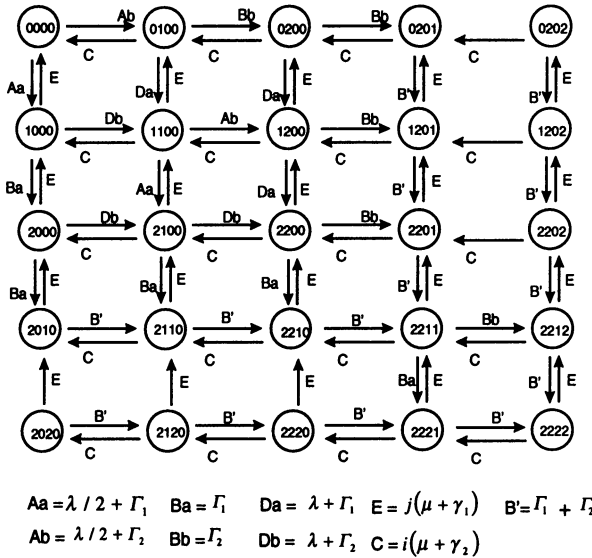 Ab Bb Bb
0000 0100 0200 0201 0202
C C C C
Aa E Da E Da E B' E B' E
Db Ab Bb
1000 1100 1200 1201 1202
C C C C
Ba E Aa E Da E B' E B' E
Db Db Bb
2000 2100 2200 2201 2202
C C C C
Ba E Ba E Ba E B' E B' E
B' B' B' Bb
2010 2110 2210 2211 2212
C C C C
E E E Ba E B' E
B' B' B' B'
2020 2120 2220 2221 2222
C C C C
Aa = λ / 2 + Γ₁ Ba = Γ₁ Da = λ + Γ₁ E = j(μ + γ₁) B' = Γ₁ + Γ₂
Ab = λ / 2 + Γ₂ Bb = Γ₂ Db = λ + Γ₂ C = i(μ + γ₂)